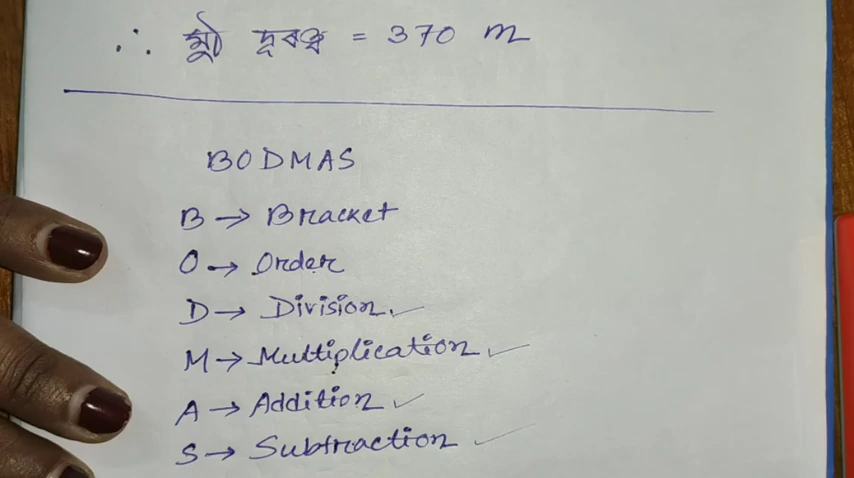 ∴ মুঠ দূৰত্ব = 370 m
BODMAS
B → Bracket
O → Order
D → Division.
M → Multiplication
A → Addition
S → Subtraction